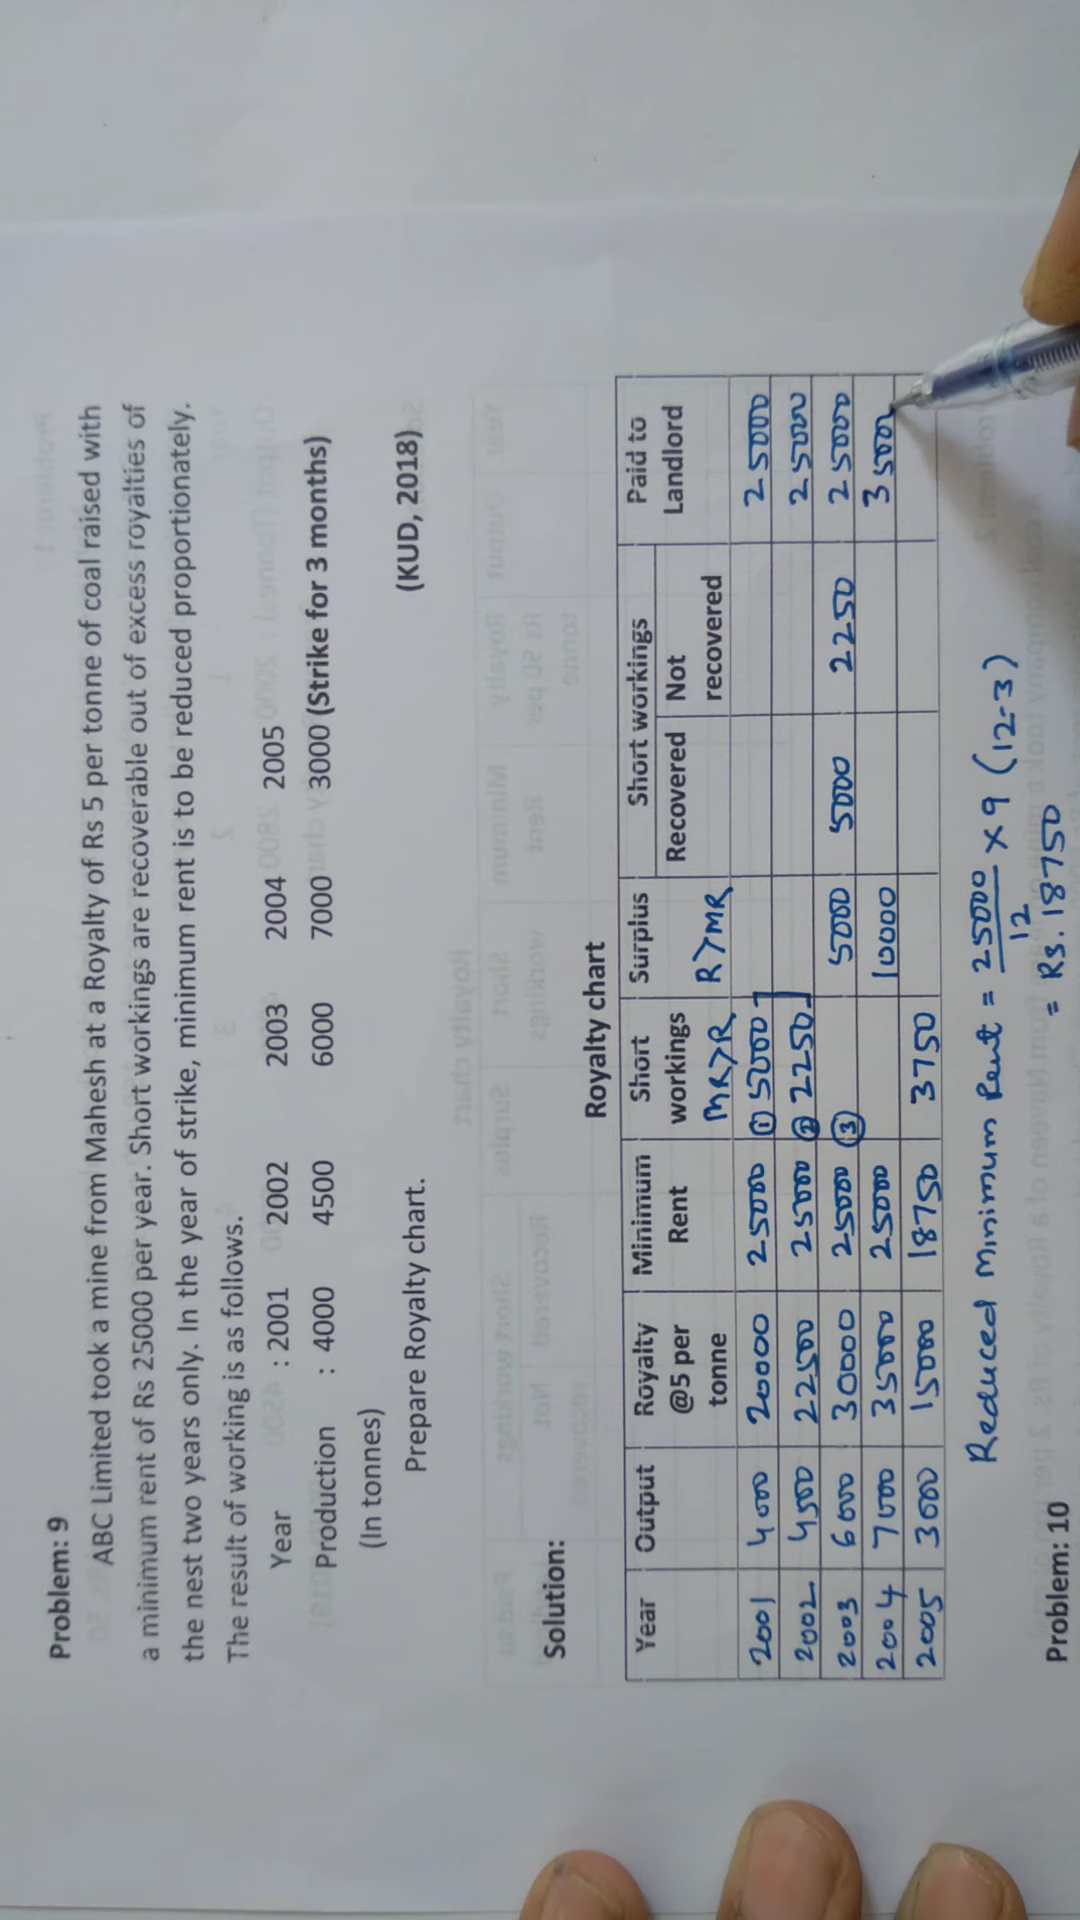 Problem: 9
ABC Limited took a mine from Mahesh at a Royalty of Rs 5 per tonne of coal raised with
a minimum rent of Rs 25000 per year. Short workings are recoverable out of excess royalties of
the nest two years only. In the year of strike, minimum rent is to be reduced proportionately.
The result of working is as follows.
Year : 2001 2002 2003 2004 2005
Production : 4000 4500 6000 7000 3000 (Strike for 3 months)
(In tonnes)
Prepare Royalty chart. (KUD, 2018)
Solution:
Royalty chart
Year Output Royalty @5 per tonne Minimum Rent Short workings Surplus Short workings Paid to Landlord
Recovered Not recovered
MR>R R>MR
2001 4000 20000 25000 ① 5000 25000
2002 4500 22500 25000 ② 2250 25000
2003 6000 30000 25000 ③ 5000 5000 2250 25000
2004 7000 35000 25000 10000 35000
2005 3000 15000 18750 3750
Reduced Minimum Rent = 25000/12 x 9 (12-3)
= Rs. 18750
Problem: 10